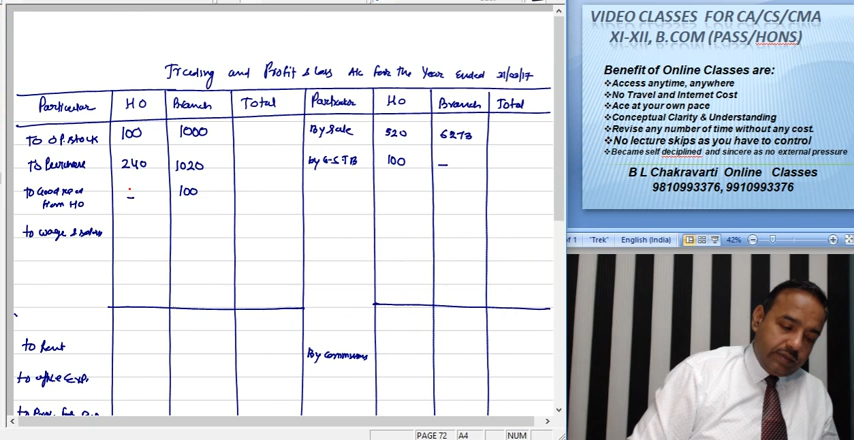 Trading and Profit & Loss A/c for the Year Ended 31/03/17
Particular HO Branch Total Particular HO Branch Total
To Op.stock 100 1000 By Sale 520 6273
To Purchase 240 1020 by G-S-T-B 100 –
To Good from HO – 100
To wage &
To Rent By Commission
To office Exp.
VIDEO CLASSES FOR CA/CS/CMA
XI-XII, B.COM (PASS/HONS)
Benefit of Online Classes are:
Access anytime, anywhere
No Travel and Internet Cost
Ace at your own pace
Conceptual Clarity & Understanding
Revise any number of time without any cost.
No lecture skips as you have to control
Became self deciplined and sincere as no external pressure
B L Chakravarti Online Classes
9810993376, 9910993376
of 1 "Trek" English (India) 42%
PAGE 72 A4 NUM